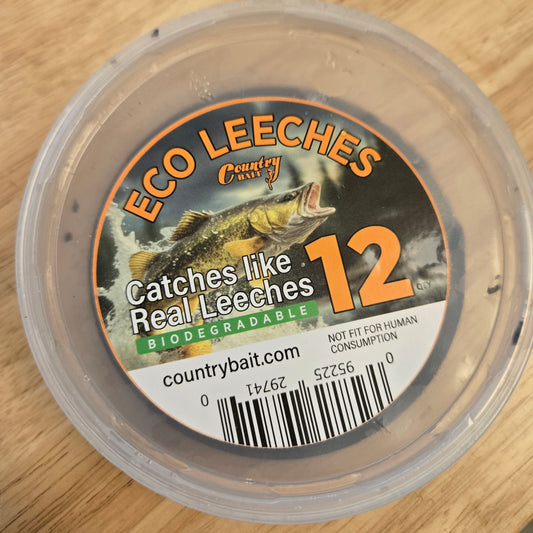 ECO LEECHES
Country
BAIT
Catches like
Real Leeches
12
QTY
BIODEGRADABLE
NOT FIT FOR HUMAN
CONSUMPTION
countrybait.com
0 95225 29741 0